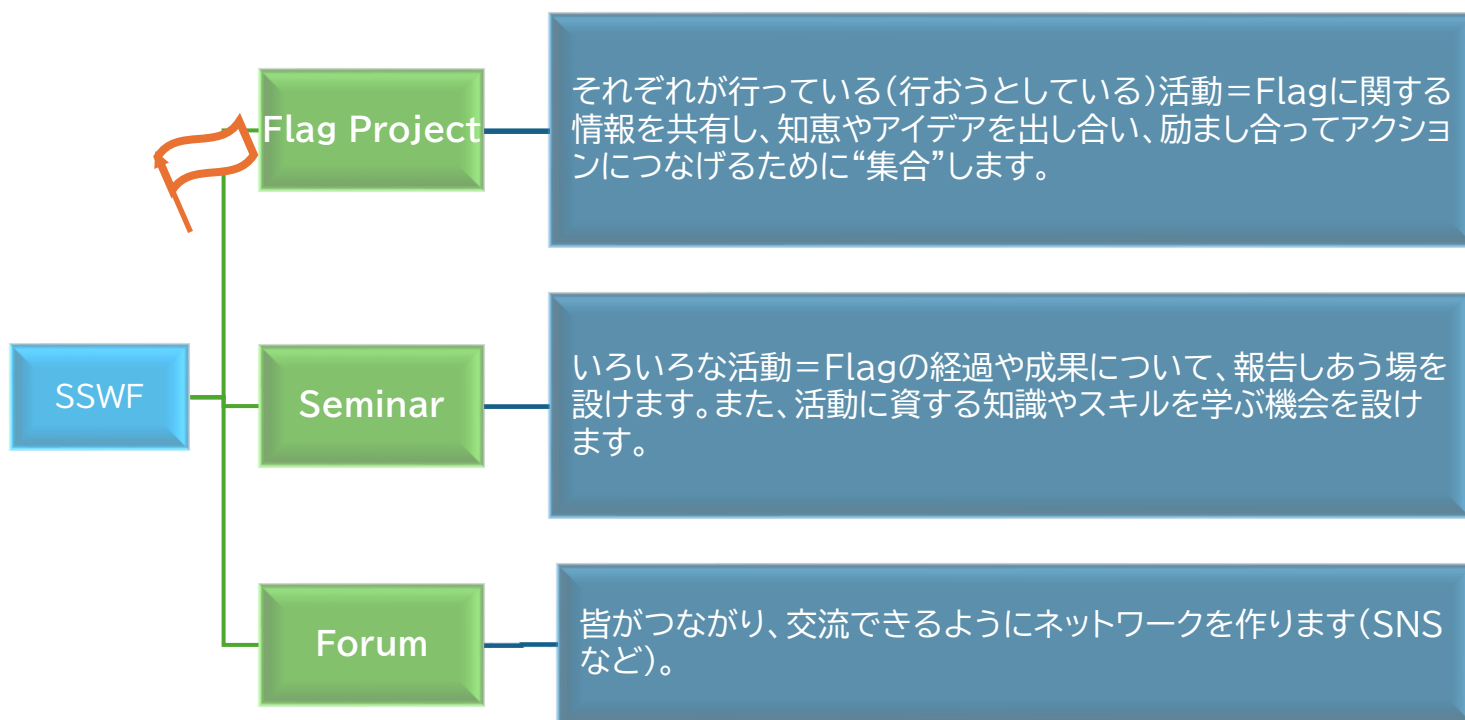 Flag Project
それぞれが行っている（行おうとしている）活動＝Flagに関する
情報を共有し、知恵やアイデアを出し合い、励まし合ってアクショ
ンにつなげるために“集合”します。
SSWF
Seminar
いろいろな活動＝Flagの経過や成果について、報告しあう場を
設けます。また、活動に資する知識やスキルを学ぶ機会を設け
ます。
Forum
皆がつながり、交流できるようにネットワークを作ります（SNS
など）。